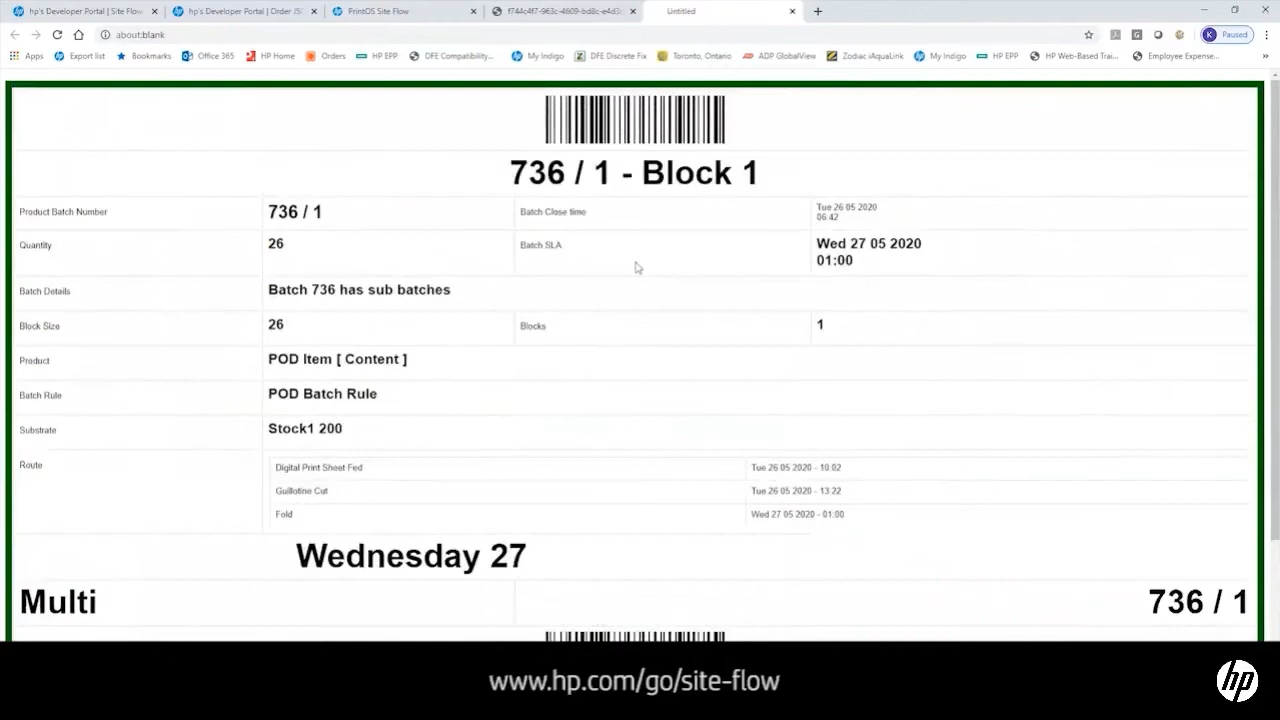 hp's Developer Portal | Site Flow
hp's Developer Portal | Order JS
PrintOS Site Flow
f744c4f7-963c-4609-bd8c-e4d3c
Untitled
about:blank
K Paused
Apps
Export list
Bookmarks
Office 365
HP Home
Orders
HP EPP
DFE Compatibility...
My Indigo
DFE Discrete Fix
Toronto, Ontario
ADP GlobalView
Zodiac iAquaLink
My Indigo
HP EPP
HP Web-Based Trai...
Employee Expense...
736 / 1 - Block 1
Product Batch Number
736 / 1
Batch Close time
Tue 26 05 2020
06:42
Quantity
26
Batch SLA
Wed 27 05 2020
01:00
Batch Details
Batch 736 has sub batches
Block Size
26
Blocks
1
Product
POD Item [ Content ]
Batch Rule
POD Batch Rule
Substrate
Stock1 200
Route
Digital Print Sheet Fed
Tue 26 05 2020 - 10:02
Guillotine Cut
Tue 26 05 2020 - 13:22
Fold
Wed 27 05 2020 - 01:00
Wednesday 27
Multi
736 / 1
www.hp.com/go/site-flow
hp